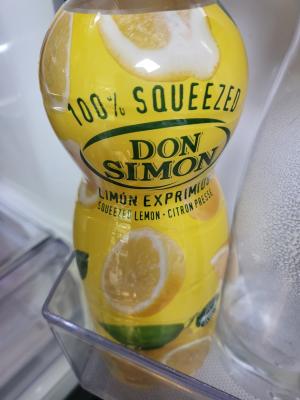 100% SQUEEZED
DON
SIMON
LIMÓN EXPRIMIDO
SQUEEZED LEMON - CITRON PRESSÉ